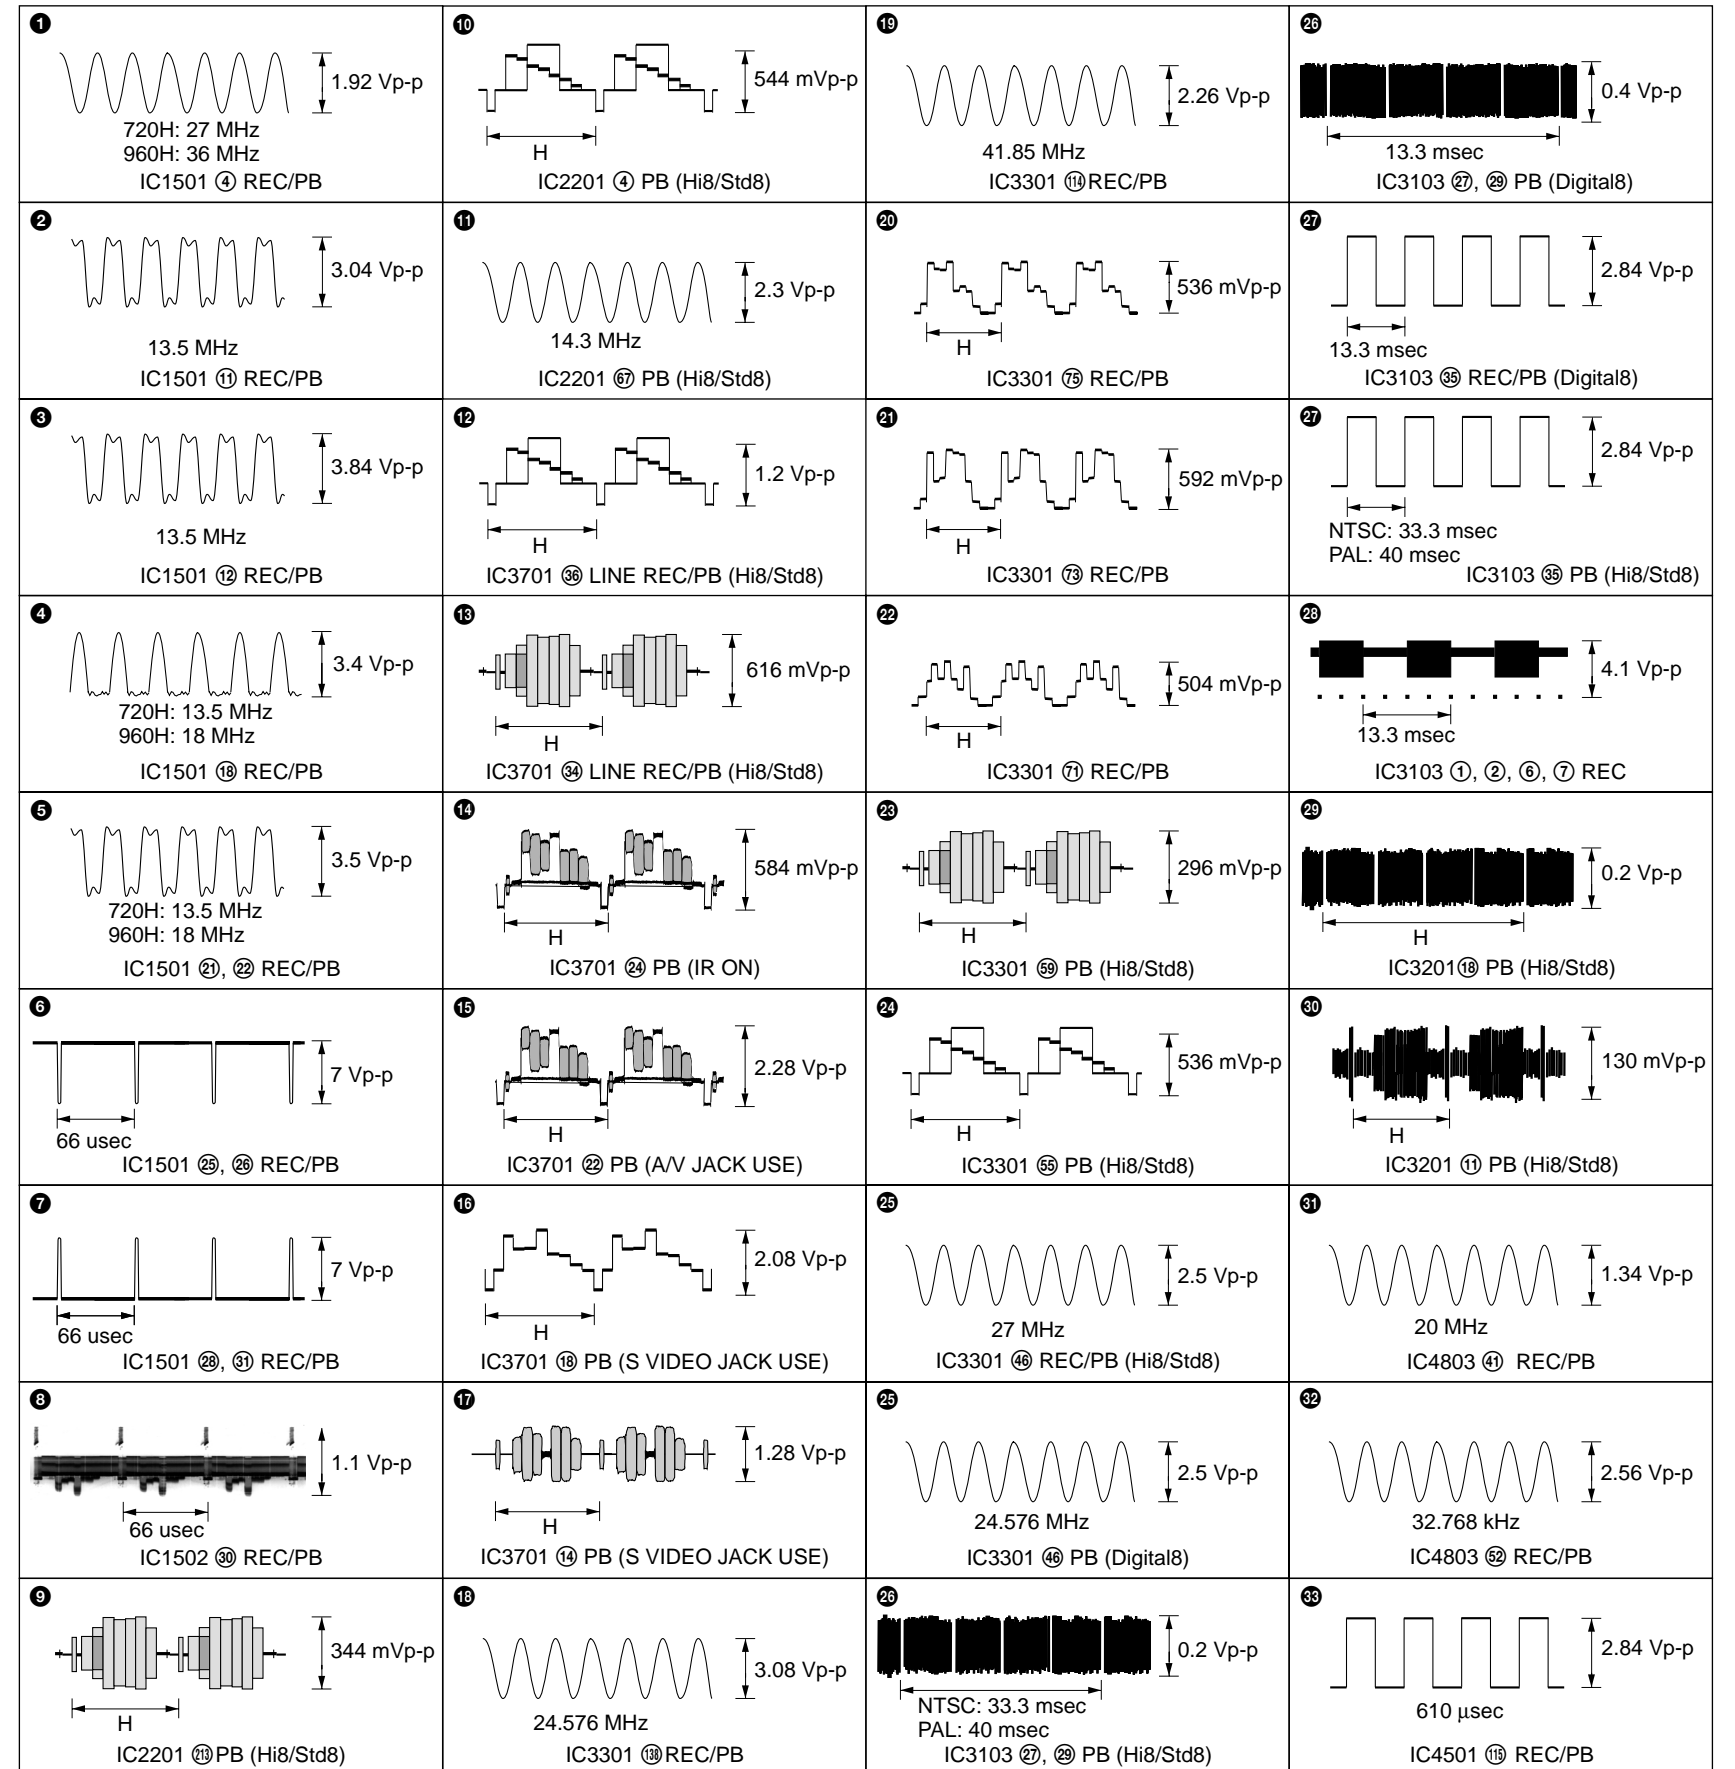 ❶
1.92 Vp-p
720H: 27 MHz
960H: 36 MHz
IC1501 ④ REC/PB
❷
3.04 Vp-p
13.5 MHz
IC1501 ⑪ REC/PB
❸
3.84 Vp-p
13.5 MHz
IC1501 ⑫ REC/PB
❹
3.4 Vp-p
720H: 13.5 MHz
960H: 18 MHz
IC1501 ⑱ REC/PB
❺
3.5 Vp-p
720H: 13.5 MHz
960H: 18 MHz
IC1501 ㉑, ㉒ REC/PB
❻
7 Vp-p
66 usec
IC1501 ㉕, ㉖ REC/PB
❼
7 Vp-p
66 usec
IC1501 ㉘, ㉛ REC/PB
❽
1.1 Vp-p
66 usec
IC1502 ㉚ REC/PB
❾
344 mVp-p
H
IC2201 (213) PB (Hi8/Std8)
❿
544 mVp-p
H
IC2201 ④ PB (Hi8/Std8)
⓫
2.3 Vp-p
14.3 MHz
IC2201 (67) PB (Hi8/Std8)
⓬
1.2 Vp-p
H
IC3701 ㊱ LINE REC/PB (Hi8/Std8)
⓭
616 mVp-p
H
IC3701 ㉞ LINE REC/PB (Hi8/Std8)
⓮
584 mVp-p
H
IC3701 ㉔ PB (IR ON)
⓯
2.28 Vp-p
H
IC3701 ㉒ PB (A/V JACK USE)
⓰
2.08 Vp-p
H
IC3701 ⑱ PB (S VIDEO JACK USE)
⓱
1.28 Vp-p
H
IC3701 ⑭ PB (S VIDEO JACK USE)
⓲
3.08 Vp-p
24.576 MHz
IC3301 (138) REC/PB
⓳
2.26 Vp-p
41.85 MHz
IC3301 (114) REC/PB
⓴
536 mVp-p
H
IC3301 (75) REC/PB
21
592 mVp-p
H
IC3301 (73) REC/PB
22
504 mVp-p
H
IC3301 (71) REC/PB
23
296 mVp-p
H
IC3301 (59) PB (Hi8/Std8)
24
536 mVp-p
H
IC3301 (55) PB (Hi8/Std8)
25
2.5 Vp-p
27 MHz
IC3301 ㊻ REC/PB (Hi8/Std8)
25
2.5 Vp-p
24.576 MHz
IC3301 ㊻ PB (Digital8)
26
0.2 Vp-p
NTSC: 33.3 msec
PAL: 40 msec
IC3103 ㉗, ㉙ PB (Hi8/Std8)
26
0.4 Vp-p
13.3 msec
IC3103 ㉗, ㉙ PB (Digital8)
27
2.84 Vp-p
13.3 msec
IC3103 ㉟ REC/PB (Digital8)
27
2.84 Vp-p
NTSC: 33.3 msec
PAL: 40 msec
IC3103 ㉟ PB (Hi8/Std8)
28
4.1 Vp-p
13.3 msec
IC3103 ①, ②, ⑥, ⑦ REC
29
0.2 Vp-p
H
IC3201 ⑱ PB (Hi8/Std8)
30
130 mVp-p
H
IC3201 ⑪ PB (Hi8/Std8)
31
1.34 Vp-p
20 MHz
IC4803 ㊶ REC/PB
32
2.56 Vp-p
32.768 kHz
IC4803 (52) REC/PB
33
2.84 Vp-p
610 μsec
IC4501 (115) REC/PB